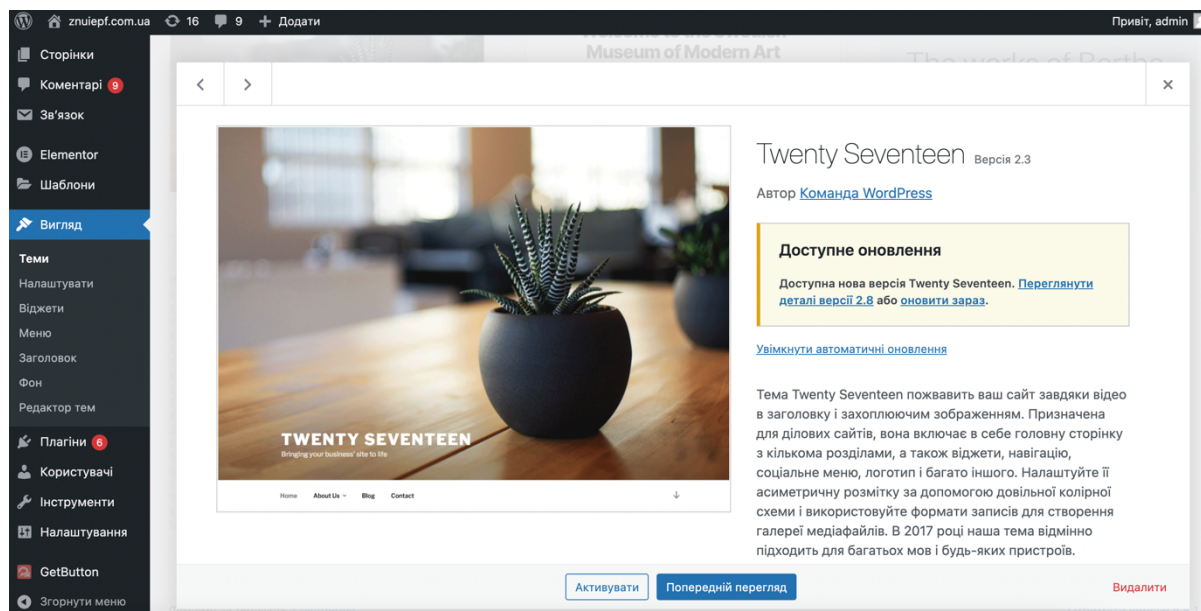 znuiepf.com.ua 16 9 + Додати Привіт, admin
Сторінки
Коментарі 9
Зв'язок
Elementor
Шаблони
Вигляд
Теми
Налаштувати
Віджети
Меню
Заголовок
Фон
Редактор тем
Плагіни 6
Користувачі
Інструменти
Налаштування
GetButton
Згорнути меню
Museum of Modern Art
TWENTY SEVENTEEN
Bringing your business' site to life
Home About Us Blog Contact
Twenty Seventeen Версія 2.3
Автор Команда WordPress
Доступне оновлення
Доступна нова версія Twenty Seventeen. Переглянути
деталі версії 2.8 або оновити зараз.
Увімкнути автоматичні оновлення
Тема Twenty Seventeen пожвавить ваш сайт завдяки відео
в заголовку і захоплюючим зображенням. Призначена
для ділових сайтів, вона включає в себе головну сторінку
з кількома розділами, а також віджети, навігацію,
соціальне меню, логотип і багато іншого. Налаштуйте її
асиметричну розмітку за допомогою довільної колірної
схеми і використовуйте формати записів для створення
галереї медіафайлів. В 2017 році наша тема відмінно
підходить для багатьох мов і будь-яких пристроїв.
Активувати Попередній перегляд Видалити